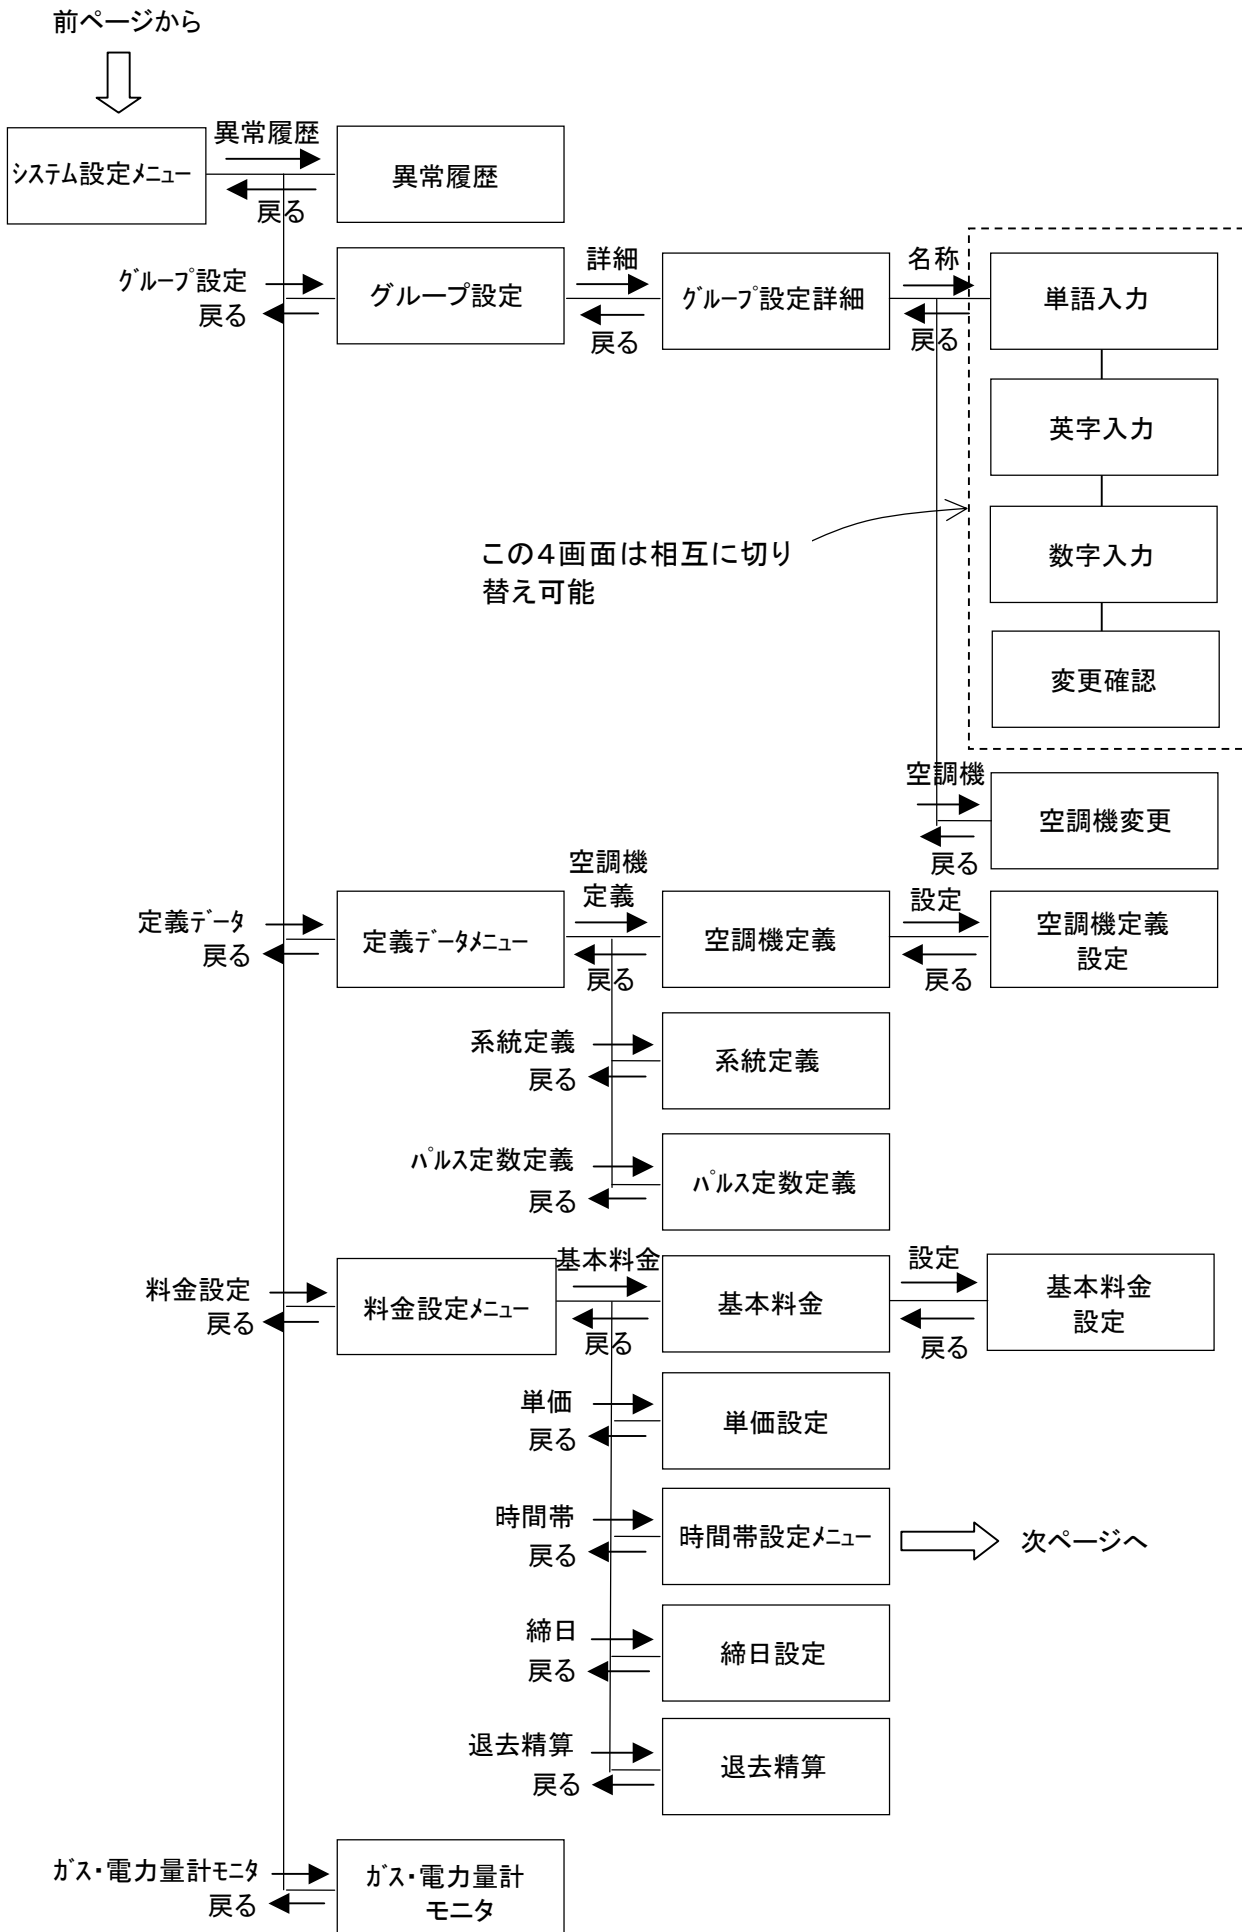 前ページから
異常履歴
システム設定メニュー
異常履歴
戻る
グループ設定
戻る
グループ設定
詳細
戻る
グループ設定詳細
名称
戻る
単語入力
英字入力
数字入力
変更確認
この4画面は相互に切り
替え可能
空調機
戻る
空調機変更
定義データ
戻る
定義データメニュー
空調機
定義
戻る
空調機定義
設定
戻る
空調機定義
設定
系統定義
戻る
系統定義
パルス定数定義
戻る
パルス定数定義
料金設定
戻る
料金設定メニュー
基本料金
戻る
基本料金
設定
戻る
基本料金
設定
単価
戻る
単価設定
時間帯
戻る
時間帯設定メニュー
次ページへ
締日
戻る
締日設定
退去精算
戻る
退去精算
ガス・電力量計モニタ
戻る
ガス・電力量計
モニタ